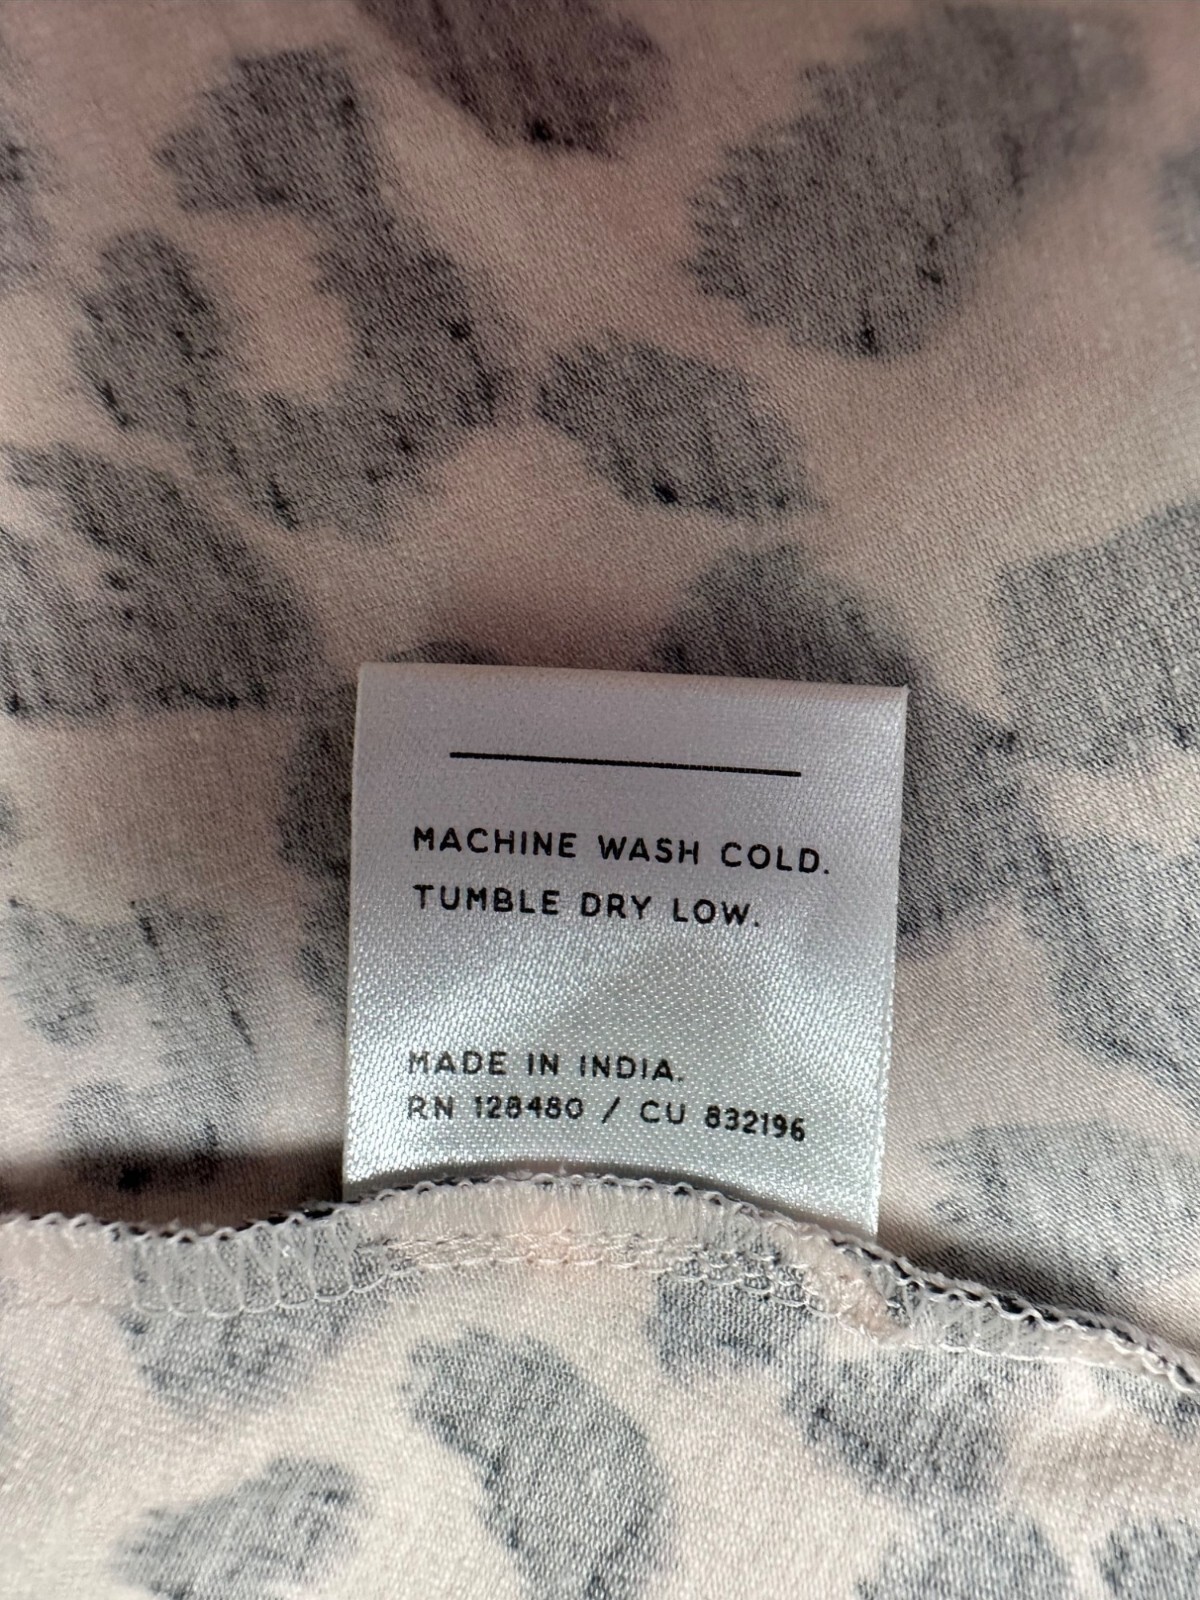 MACHINE WASH COLD.
TUMBLE DRY LOW.
MADE IN INDIA.
RN 128480 / CU 832196